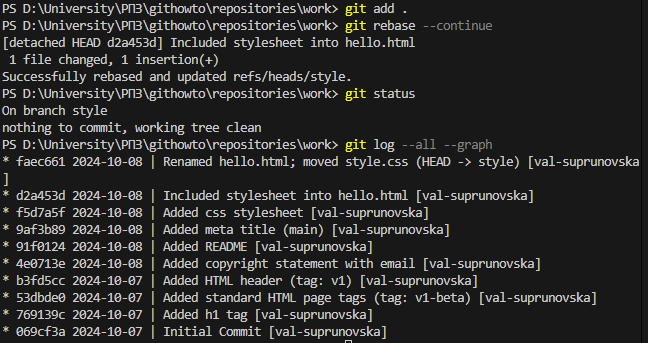 PS D:\University\РПЗ\githowto\repositories\work> git add .
PS D:\University\РПЗ\githowto\repositories\work> git rebase --continue
[detached HEAD d2a453d] Included stylesheet into hello.html
 1 file changed, 1 insertion(+)
Successfully rebased and updated refs/heads/style.
PS D:\University\РПЗ\githowto\repositories\work> git status
On branch style
nothing to commit, working tree clean
PS D:\University\РПЗ\githowto\repositories\work> git log --all --graph
* faec661 2024-10-08 | Renamed hello.html; moved style.css (HEAD -> style) [val-suprunovska
]
* d2a453d 2024-10-08 | Included stylesheet into hello.html [val-suprunovska]
* f5d7a5f 2024-10-08 | Added css stylesheet [val-suprunovska]
* 9af3b89 2024-10-08 | Added meta title (main) [val-suprunovska]
* 91f0124 2024-10-08 | Added README [val-suprunovska]
* 4e0713e 2024-10-08 | Added copyright statement with email [val-suprunovska]
* b3fd5cc 2024-10-07 | Added HTML header (tag: v1) [val-suprunovska]
* 53dbde0 2024-10-07 | Added standard HTML page tags (tag: v1-beta) [val-suprunovska]
* 769139c 2024-10-07 | Added h1 tag [val-suprunovska]
* 069cf3a 2024-10-07 | Initial Commit [val-suprunovska]